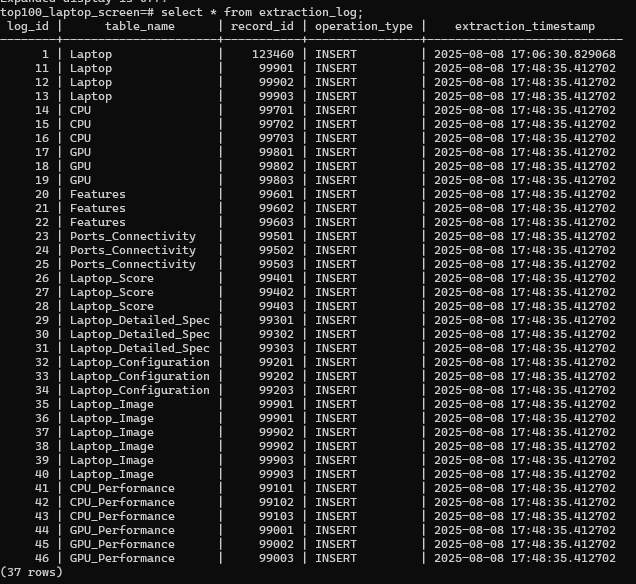 top100_laptop_screen=# select * from extraction_log;
 log_id |      table_name      | record_id | operation_type |    extraction_timestamp
--------+----------------------+-----------+----------------+----------------------------
      1 | Laptop               |    123460 | INSERT         | 2025-08-08 17:06:30.829068
     11 | Laptop               |     99901 | INSERT         | 2025-08-08 17:48:35.412702
     12 | Laptop               |     99902 | INSERT         | 2025-08-08 17:48:35.412702
     13 | Laptop               |     99903 | INSERT         | 2025-08-08 17:48:35.412702
     14 | CPU                  |     99701 | INSERT         | 2025-08-08 17:48:35.412702
     15 | CPU                  |     99702 | INSERT         | 2025-08-08 17:48:35.412702
     16 | CPU                  |     99703 | INSERT         | 2025-08-08 17:48:35.412702
     17 | GPU                  |     99801 | INSERT         | 2025-08-08 17:48:35.412702
     18 | GPU                  |     99802 | INSERT         | 2025-08-08 17:48:35.412702
     19 | GPU                  |     99803 | INSERT         | 2025-08-08 17:48:35.412702
     20 | Features             |     99601 | INSERT         | 2025-08-08 17:48:35.412702
     21 | Features             |     99602 | INSERT         | 2025-08-08 17:48:35.412702
     22 | Features             |     99603 | INSERT         | 2025-08-08 17:48:35.412702
     23 | Ports_Connectivity   |     99501 | INSERT         | 2025-08-08 17:48:35.412702
     24 | Ports_Connectivity   |     99502 | INSERT         | 2025-08-08 17:48:35.412702
     25 | Ports_Connectivity   |     99503 | INSERT         | 2025-08-08 17:48:35.412702
     26 | Laptop_Score         |     99401 | INSERT         | 2025-08-08 17:48:35.412702
     27 | Laptop_Score         |     99402 | INSERT         | 2025-08-08 17:48:35.412702
     28 | Laptop_Score         |     99403 | INSERT         | 2025-08-08 17:48:35.412702
     29 | Laptop_Detailed_Spec |     99301 | INSERT         | 2025-08-08 17:48:35.412702
     30 | Laptop_Detailed_Spec |     99302 | INSERT         | 2025-08-08 17:48:35.412702
     31 | Laptop_Detailed_Spec |     99303 | INSERT         | 2025-08-08 17:48:35.412702
     32 | Laptop_Configuration |     99201 | INSERT         | 2025-08-08 17:48:35.412702
     33 | Laptop_Configuration |     99202 | INSERT         | 2025-08-08 17:48:35.412702
     34 | Laptop_Configuration |     99203 | INSERT         | 2025-08-08 17:48:35.412702
     35 | Laptop_Image         |     99901 | INSERT         | 2025-08-08 17:48:35.412702
     36 | Laptop_Image         |     99901 | INSERT         | 2025-08-08 17:48:35.412702
     37 | Laptop_Image         |     99902 | INSERT         | 2025-08-08 17:48:35.412702
     38 | Laptop_Image         |     99902 | INSERT         | 2025-08-08 17:48:35.412702
     39 | Laptop_Image         |     99903 | INSERT         | 2025-08-08 17:48:35.412702
     40 | Laptop_Image         |     99903 | INSERT         | 2025-08-08 17:48:35.412702
     41 | CPU_Performance      |     99101 | INSERT         | 2025-08-08 17:48:35.412702
     42 | CPU_Performance      |     99102 | INSERT         | 2025-08-08 17:48:35.412702
     43 | CPU_Performance      |     99103 | INSERT         | 2025-08-08 17:48:35.412702
     44 | GPU_Performance      |     99001 | INSERT         | 2025-08-08 17:48:35.412702
     45 | GPU_Performance      |     99002 | INSERT         | 2025-08-08 17:48:35.412702
     46 | GPU_Performance      |     99003 | INSERT         | 2025-08-08 17:48:35.412702
(37 rows)